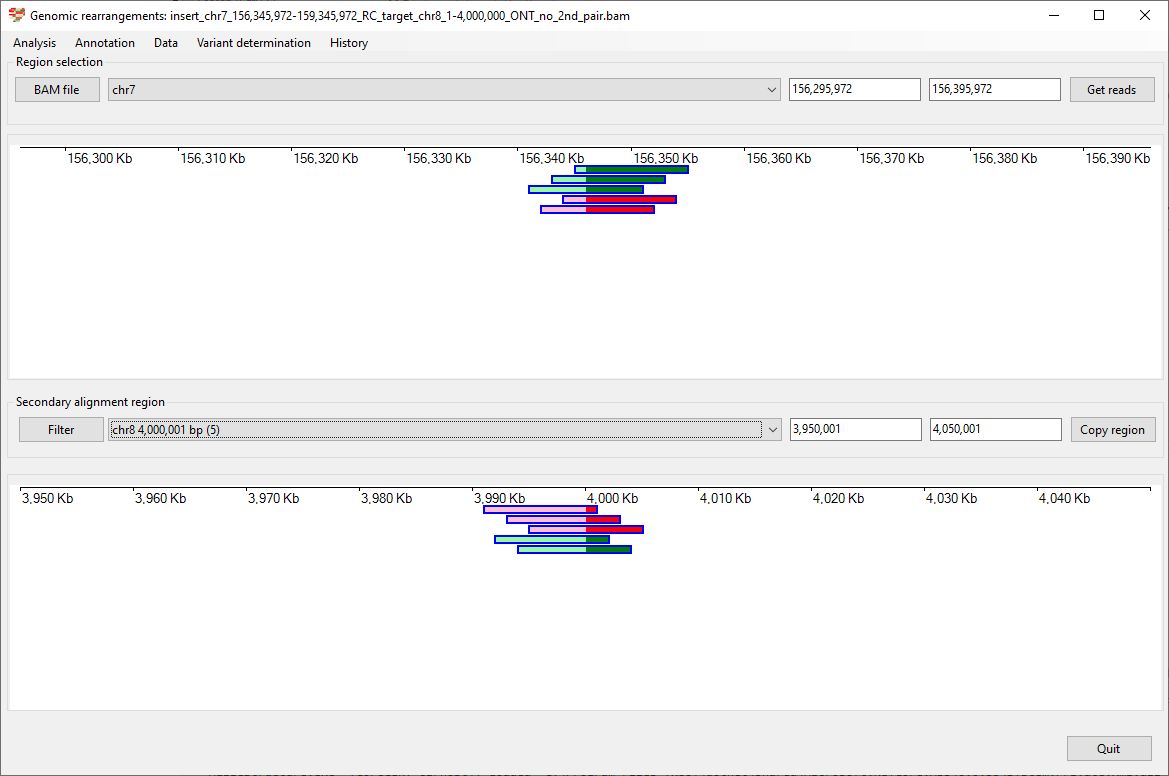 Genomic rearrangements: insert_chr7_156,345,972-159,345,972_RC_target_chr8_1-4,000,000_ONT_no_2nd_pair.bam
Analysis Annotation Data Variant determination History
Region selection
BAM file chr7 156,295,972 156,395,972 Get reads
156,300 Kb 156,310 Kb 156,320 Kb 156,330 Kb 156,340 Kb 156,350 Kb 156,360 Kb 156,370 Kb 156,380 Kb 156,390 Kb
Secondary alignment region
Filter chr8 4,000,001 bp (5) 3,950,001 4,050,001 Copy region
3,950 Kb 3,960 Kb 3,970 Kb 3,980 Kb 3,990 Kb 4,000 Kb 4,010 Kb 4,020 Kb 4,030 Kb 4,040 Kb
Quit